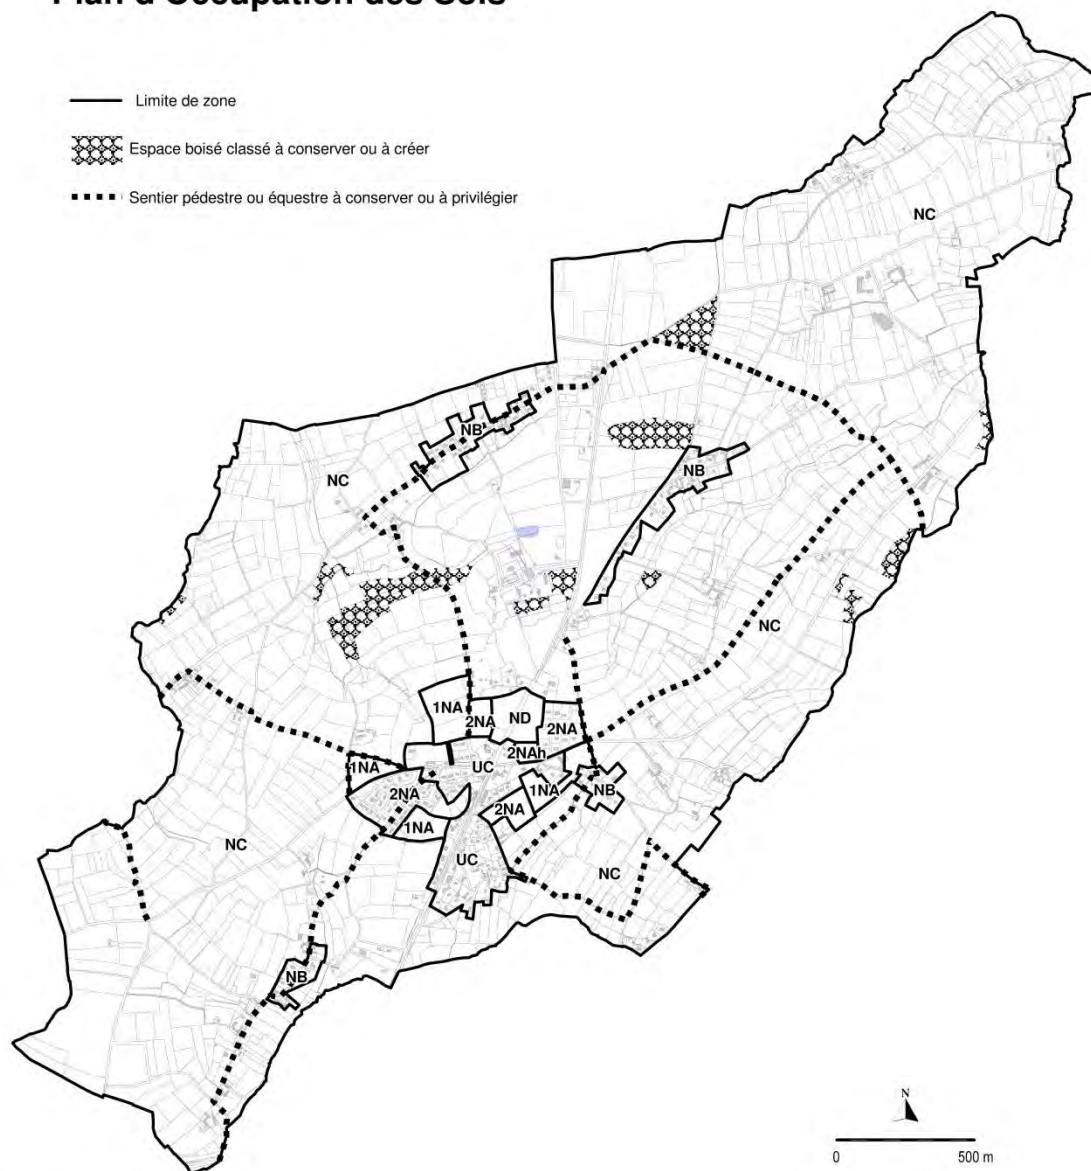 Plan d'Occupation des Sols
Limite de zone
Espace boisé classé à conserver ou à créer
Sentier pédestre ou équestre à conserver ou à privilégier
NC
NB
NB
NC
NC
1NA
2NA
ND
2NA
2NAh
UC
1NA
2NA
1NA
NB
2NA
1NA
UC
NC
NC
NB
N
0 500 m